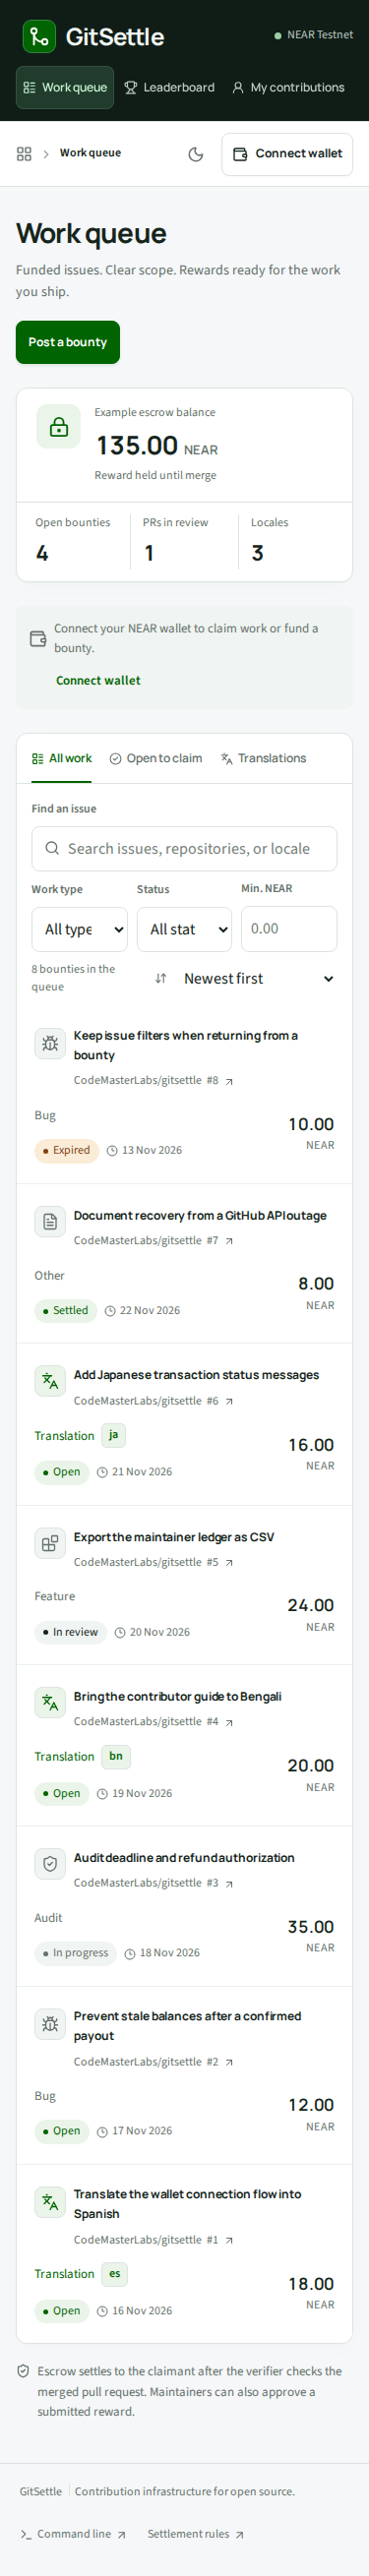 GitSettle
NEAR Testnet
Work queue
Leaderboard
My contributions
Work queue
Connect wallet
Work queue
Funded issues. Clear scope. Rewards ready for the work
you ship.
Post a bounty
Example escrow balance
135.00 NEAR
Reward held until merge
Open bounties
4
PRs in review
1
Locales
3
Connect your NEAR wallet to claim work or fund a
bounty.
Connect wallet
All work
Open to claim
Translations
Find an issue
Search issues, repositories, or locale
Work type
Status
Min. NEAR
All type
All stat
0.00
8 bounties in the
queue
Newest first
Keep issue filters when returning from a
bounty
CodeMasterLabs/gitsettle #8
Bug
Expired
13 Nov 2026
10.00
NEAR
Document recovery from a GitHub API outage
CodeMasterLabs/gitsettle #7
Other
Settled
22 Nov 2026
8.00
NEAR
Add Japanese transaction status messages
CodeMasterLabs/gitsettle #6
Translation ja
Open
21 Nov 2026
16.00
NEAR
Export the maintainer ledger as CSV
CodeMasterLabs/gitsettle #5
Feature
In review
20 Nov 2026
24.00
NEAR
Bring the contributor guide to Bengali
CodeMasterLabs/gitsettle #4
Translation bn
Open
19 Nov 2026
20.00
NEAR
Audit deadline and refund authorization
CodeMasterLabs/gitsettle #3
Audit
In progress
18 Nov 2026
35.00
NEAR
Prevent stale balances after a confirmed
payout
CodeMasterLabs/gitsettle #2
Bug
Open
17 Nov 2026
12.00
NEAR
Translate the wallet connection flow into
Spanish
CodeMasterLabs/gitsettle #1
Translation es
Open
16 Nov 2026
18.00
NEAR
Escrow settles to the claimant after the verifier checks the
merged pull request. Maintainers can also approve a
submitted reward.
GitSettle
Contribution infrastructure for open source.
Command line
Settlement rules